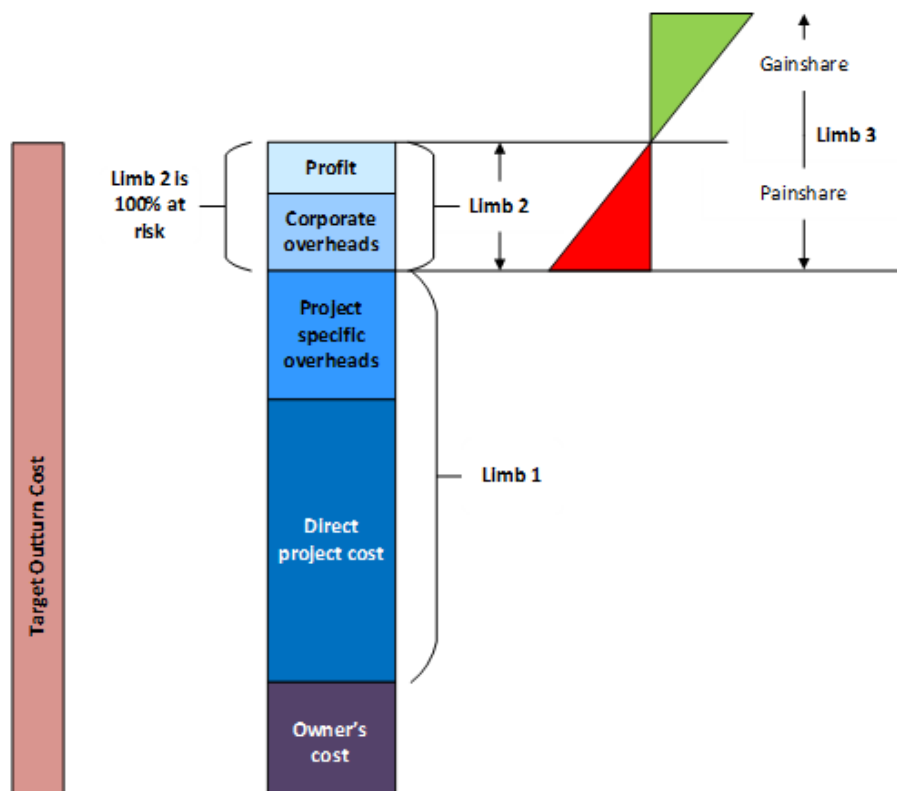 Gainshare
Limb 3
Painshare
Limb 2 is
100% at
risk
Profit
Corporate
overheads
Limb 2
Project
specific
overheads
Limb 1
Direct
project cost
Target Outturn Cost
Owner's
cost